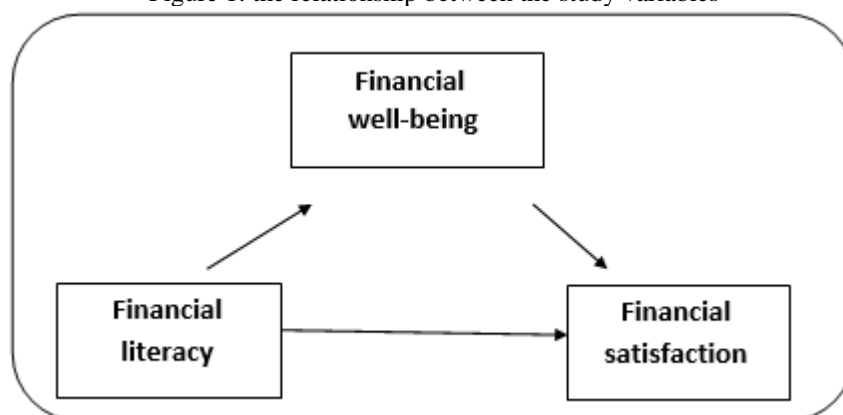 Figure 1: the relationship between the study variables
Financial
well-being
Financial
literacy
Financial
satisfaction